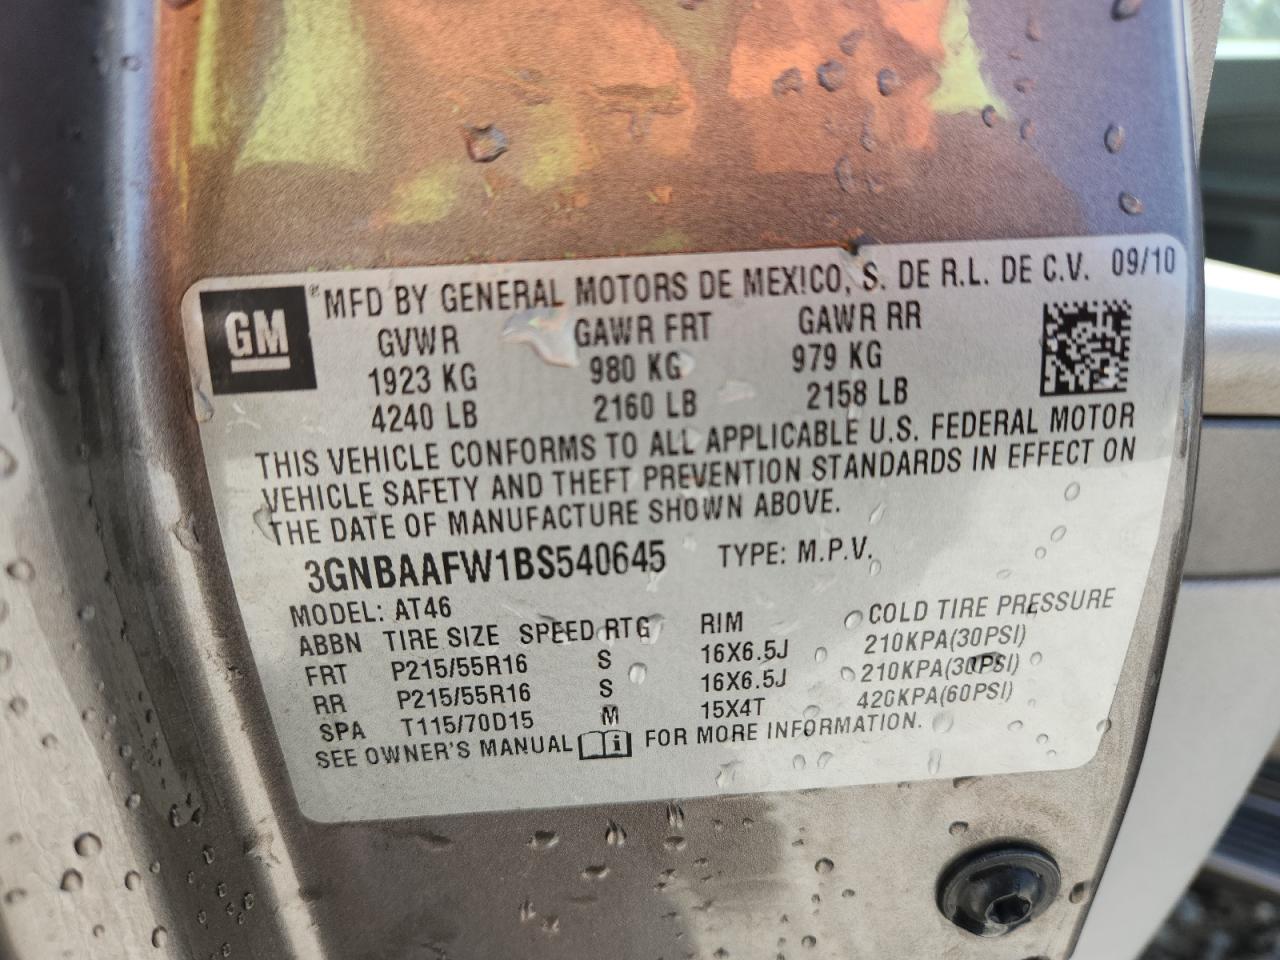 GM
® MFD BY GENERAL MOTORS DE MEXICO, S. DE R.L. DE C.V. 09/10
GVWR GAWR FRT GAWR RR
1923 KG 980 KG 979 KG
4240 LB 2160 LB 2158 LB
THIS VEHICLE CONFORMS TO ALL APPLICABLE U.S. FEDERAL MOTOR
VEHICLE SAFETY AND THEFT PREVENTION STANDARDS IN EFFECT ON
THE DATE OF MANUFACTURE SHOWN ABOVE.
3GNBAAFW1BS540645 TYPE: M.P.V.
MODEL: AT46
ABBN TIRE SIZE SPEED RTG RIM COLD TIRE PRESSURE
FRT P215/55R16 S 16X6.5J 210KPA(30PSI)
RR P215/55R16 S 16X6.5J 210KPA(30PSI)
SPA T115/70D15 M 15X4T 420KPA(60PSI)
SEE OWNER'S MANUAL i FOR MORE INFORMATION.